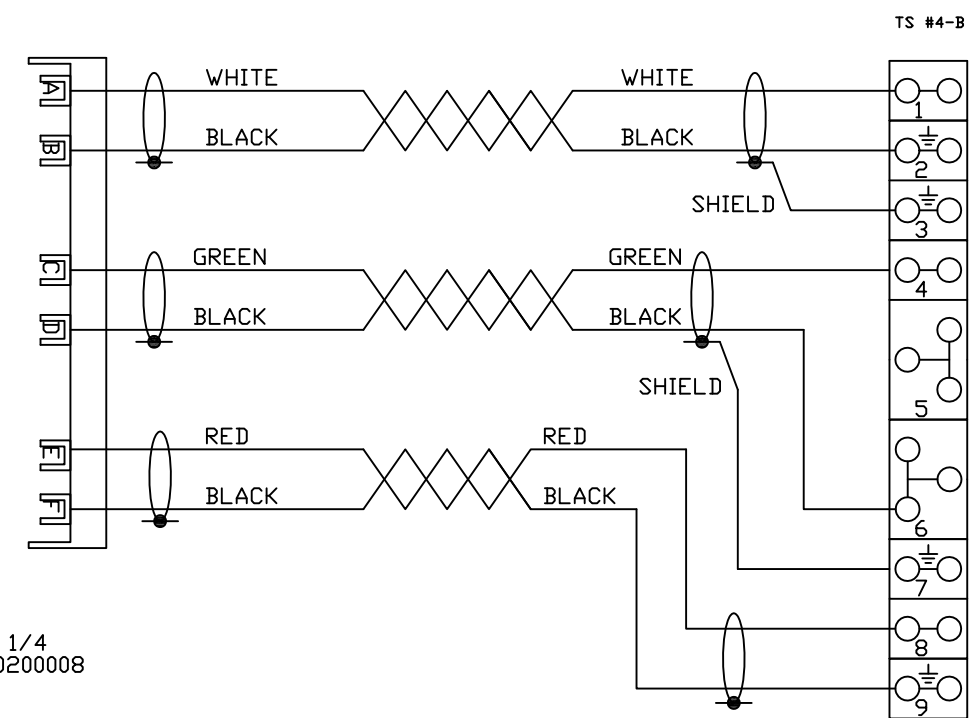 TS #4-B
WHITE WHITE
A
1
BLACK BLACK
B
2
SHIELD
3
GREEN GREEN
C
4
BLACK BLACK
D
SHIELD
5
RED RED
E
BLACK BLACK
F
6
7
1/4
0200008
8
9